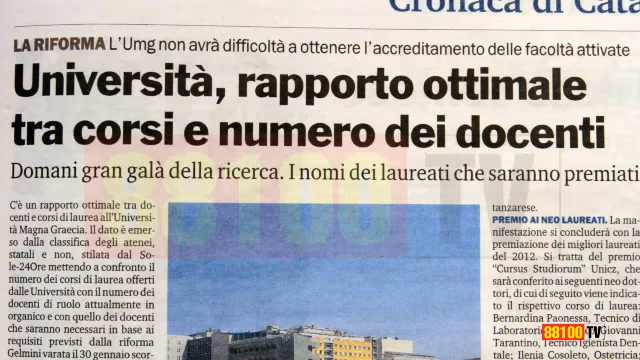 Cronaca di Cata
LA RIFORMA L'Umg non avrà difficoltà a ottenere l'accreditamento delle facoltà attivate
Università, rapporto ottimale
tra corsi e numero dei docenti
Domani gran galà della ricerca. I nomi dei laureati che saranno premiati
C'è un rapporto ottimale tra do-
centi e corsi di laurea all'Universi-
tà Magna Graecia. Il dato è emer-
so dalla classifica degli atenei,
statali e non, stilata dal So-
le-24Ore mettendo a confronto il
numero dei corsi di laurea offerti
dalle Università con il numero dei
docenti di ruolo attualmente in
organico e con quello dei docenti
che saranno necessari in base ai
requisiti previsti dalla riforma
Gelmini varata il 30 gennaio scor-
tanzarese.
PREMIO AI NEO LAUREATI. La ma-
nifestazione si concluderà con la
premiazione dei migliori laureati
del 2012. Si tratta del premio
"Cursus Studiorum" Unicz, che
sarà conferito ai seguenti neo dot-
tori, di cui di seguito viene indica-
to il rispettivo corso di laurea:
Bernardina Paonessa, Tecnico di
Laboratorio Giovanni
Tarantino, Tecnico Igienista Den-
tale; Ilenia Cosoleto, Ostetricia
88100 TV
88100 TV